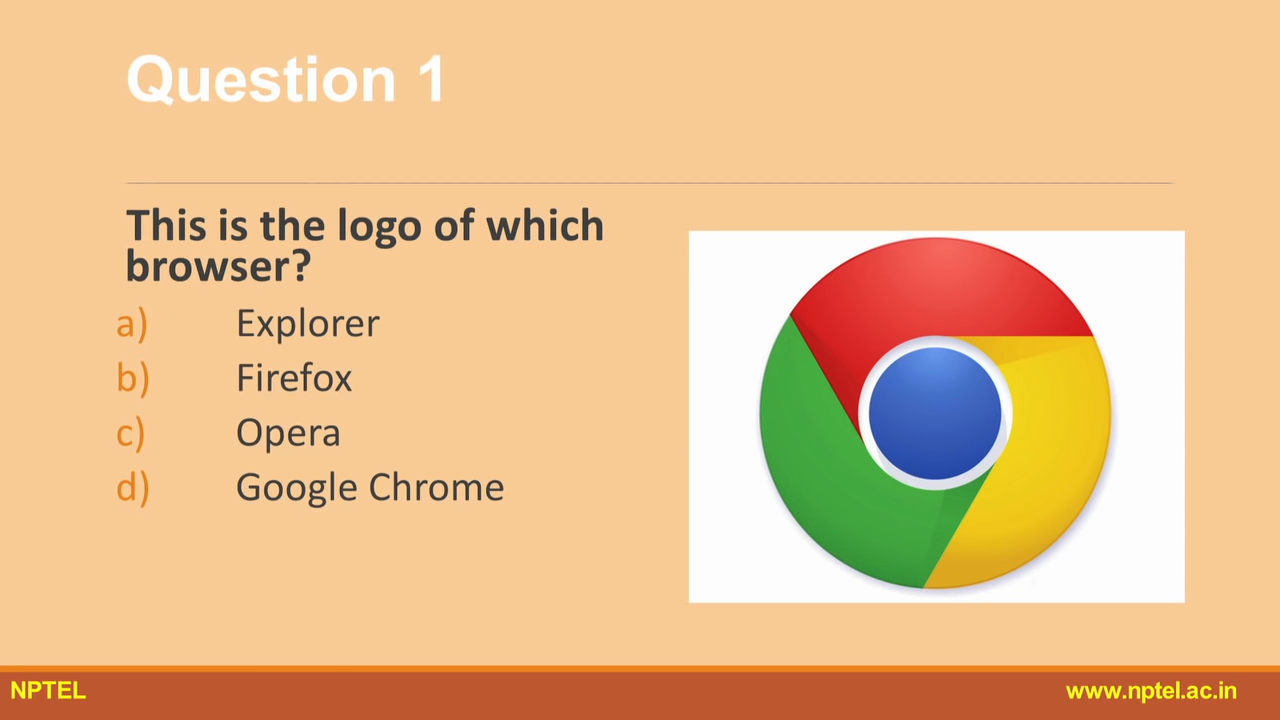 Question 1
This is the logo of which
browser?
a) Explorer
b) Firefox
c) Opera
d) Google Chrome
NPTEL
www.nptel.ac.in